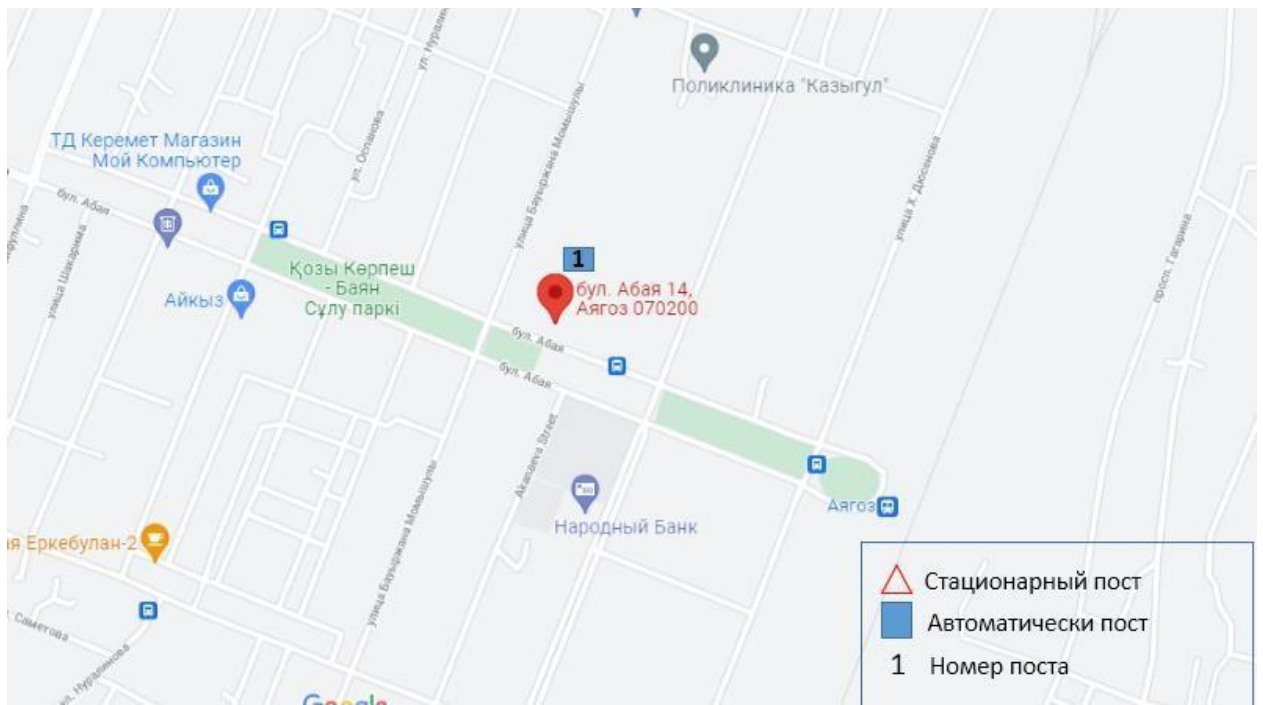 ул. Нуралинова
Поликлиника "Казыгул"
ТД Керемет Магазин
Мой Компьютер
ул. Оспанова
улица Бауыржана Момышулы
улица Х. Дюсенова
бул. Абая
улица Шакарима
Қозы Көрпеш
- Баян
Сұлу паркі
1
бул. Абая 14,
Аягоз 070200
просп. Гагарина
Айкыз
бул. Абая
бул. Абая
Akanaeva Street
Народный Банк
Аягоз
улица Бауыржана Момышулы
ая Еркебулан-2
Саметова
ул. Нуралинова
Google
Стационарный пост
Автоматически пост
1 Номер поста